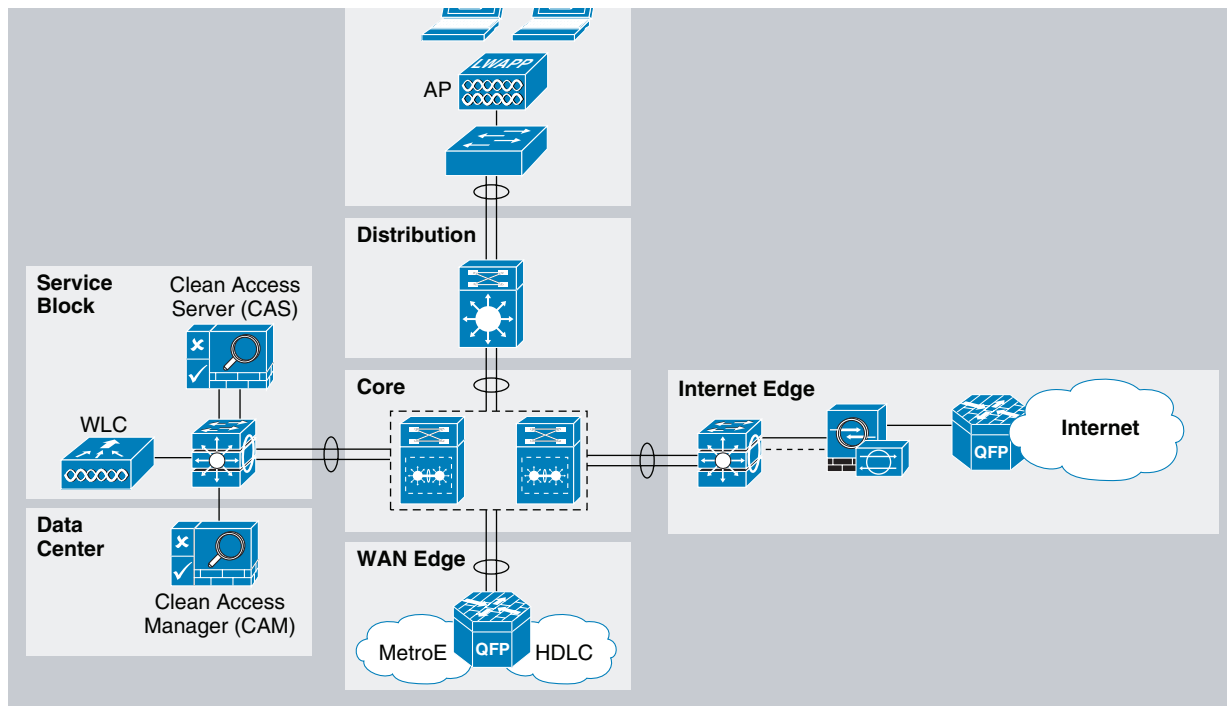 LWAPP
AP
Distribution
Service
Block
Clean Access
Server (CAS)
Core
Internet Edge
WLC
Internet
QFP
Data
Center
WAN Edge
Clean Access
Manager (CAM)
MetroE
QFP
HDLC